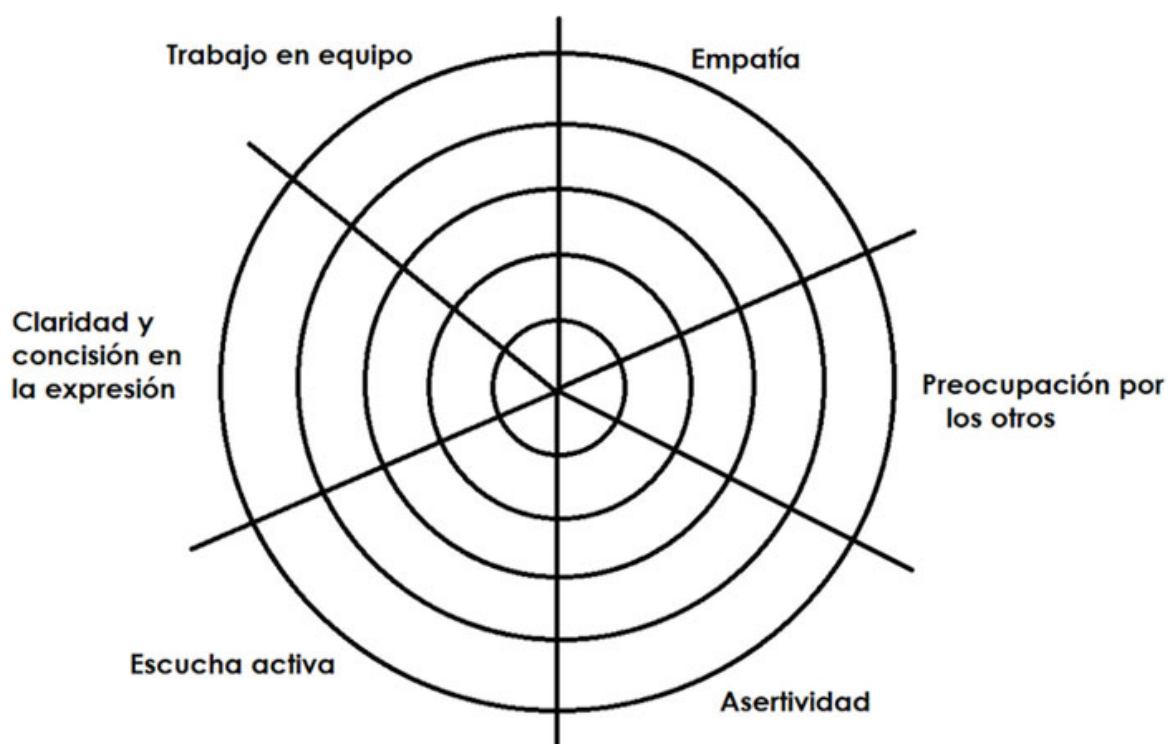 Trabajo en equipo
Empatía
Claridad y
concisión en
la expresión
Preocupación por
los otros
Escucha activa
Asertividad